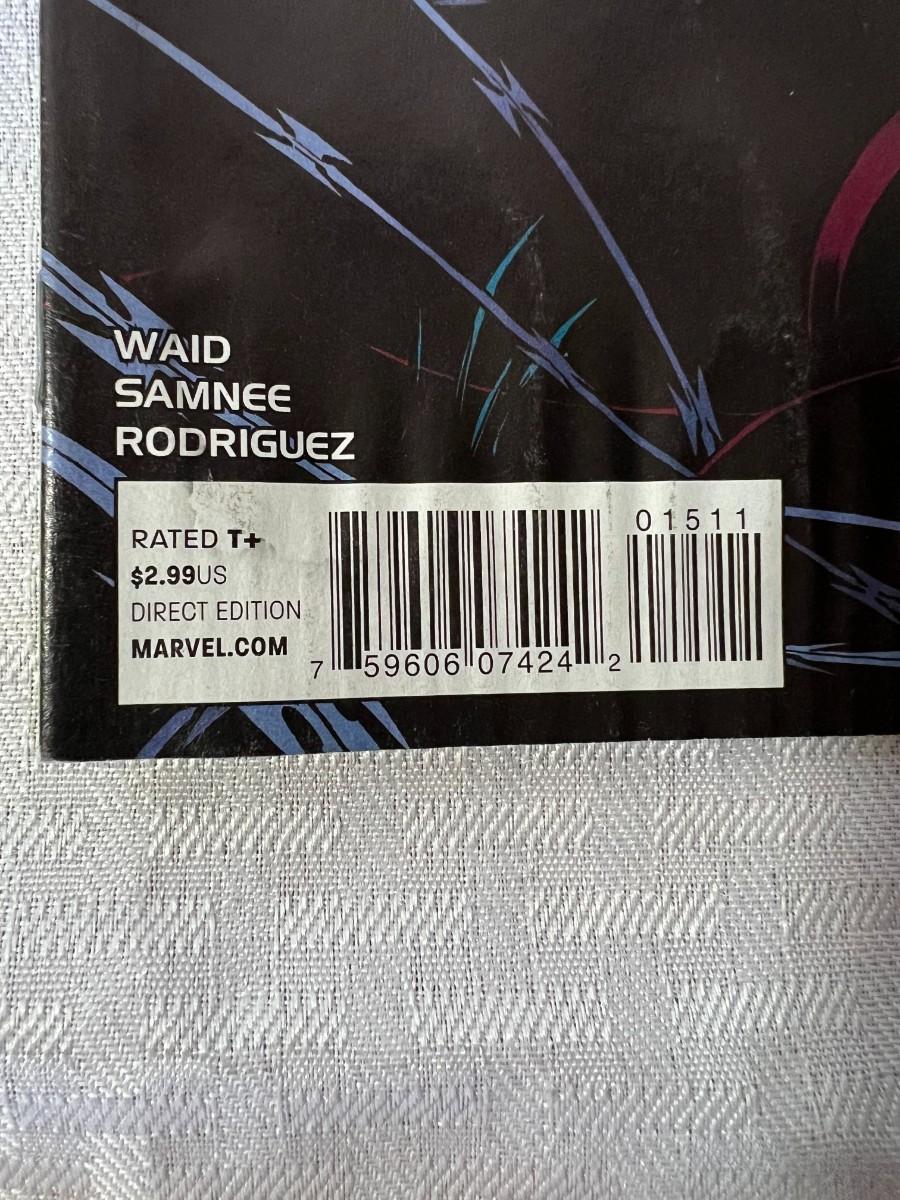 WAID
SAMNEE
RODRIGUEZ
RATED T+
$2.99US
DIRECT EDITION
MARVEL.COM
01511
7 59606 07424 2